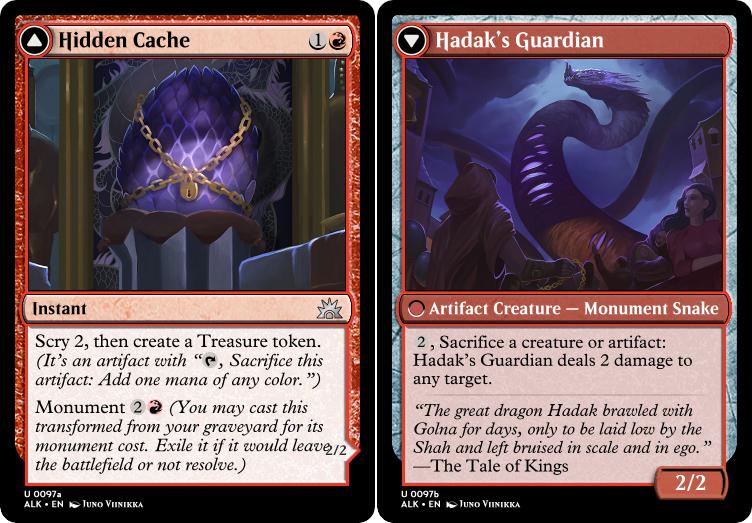 Hidden Cache 1
Instant
Scry 2, then create a Treasure token.
(It's an artifact with “, Sacrifice this
artifact: Add one mana of any color.”)
Monument 2 (You may cast this
transformed from your graveyard for its
monument cost. Exile it if it would leave
the battlefield or not resolve.)
2/2
U 0097a
ALK • EN Juno Viinikka
Hadak's Guardian
Artifact Creature — Monument Snake
2 , Sacrifice a creature or artifact:
Hadak's Guardian deals 2 damage to
any target.
“The great dragon Hadak brawled with
Golna for days, only to be laid low by the
Shah and left bruised in scale and in ego.”
—The Tale of Kings
2/2
U 0097b
ALK • EN Juno Viinikka